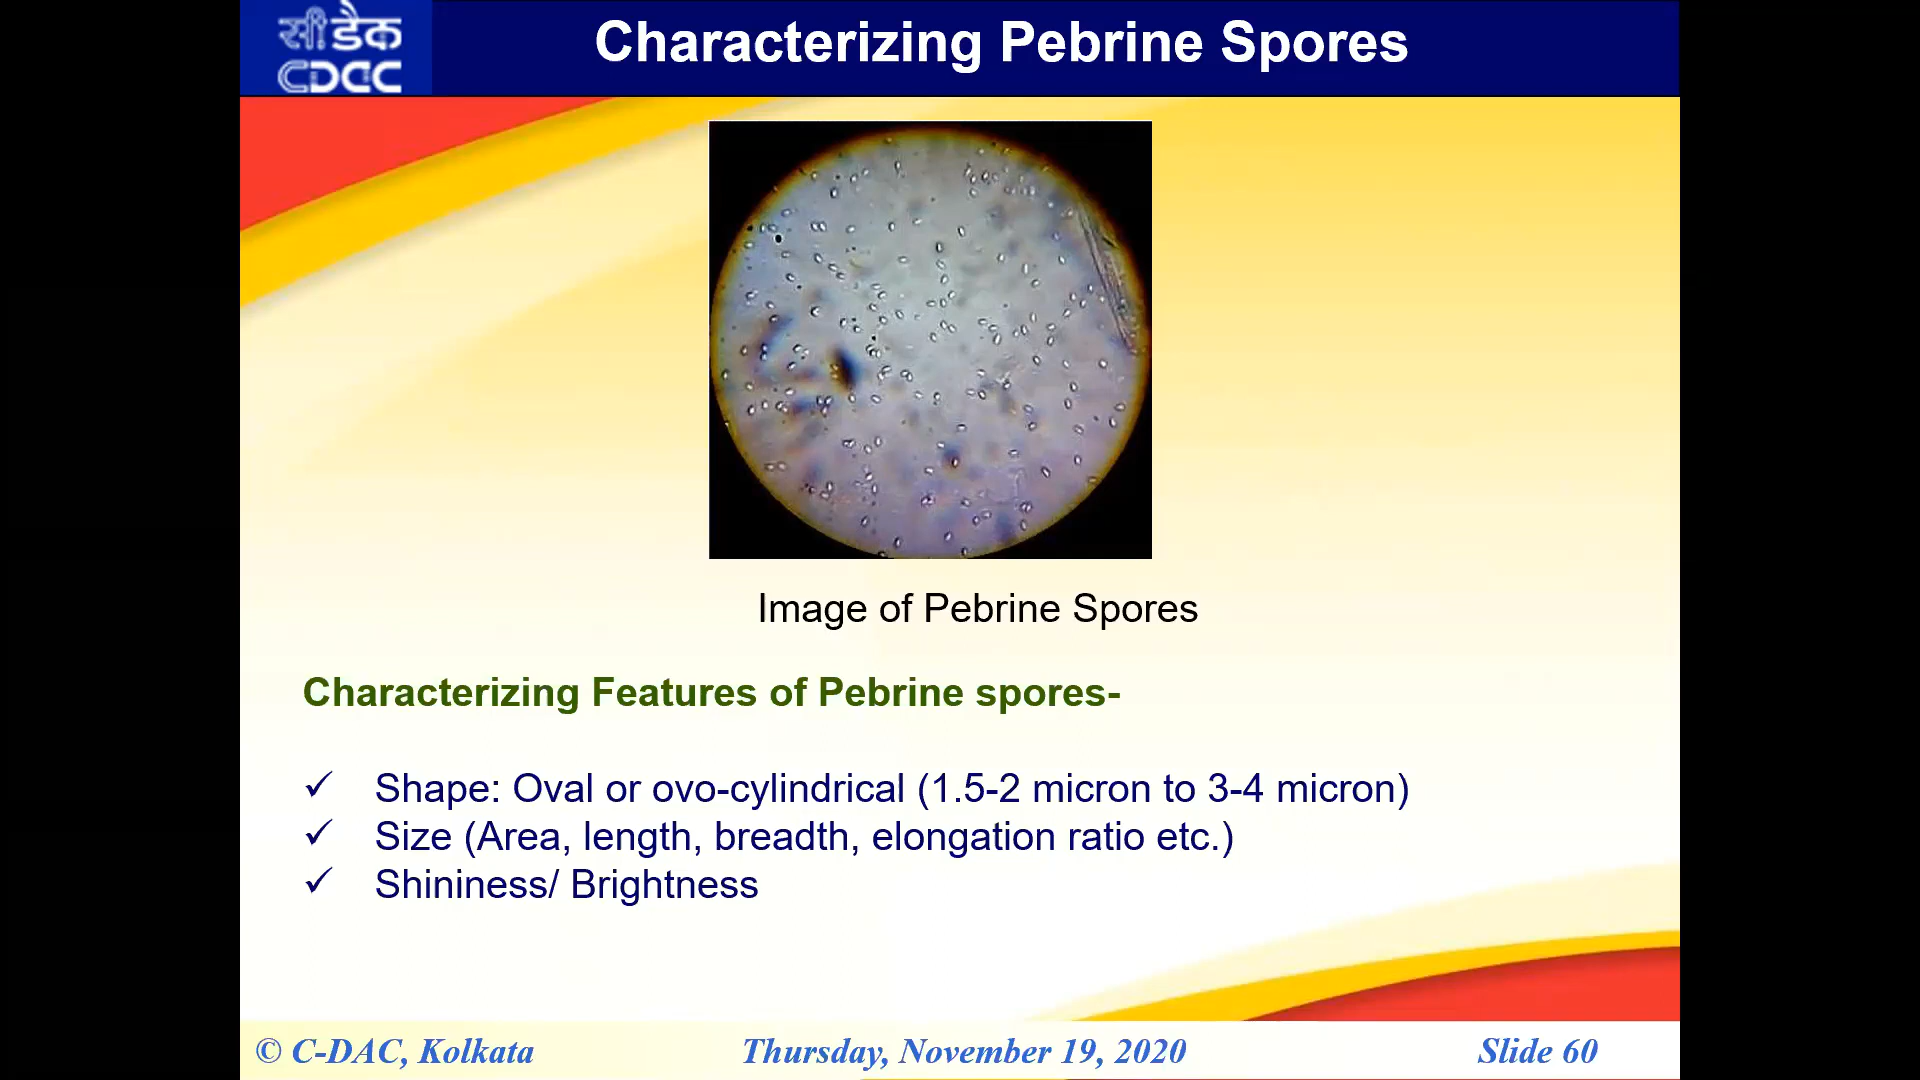 सी डैक
CDAC
Characterizing Pebrine Spores
Image of Pebrine Spores
Characterizing Features of Pebrine spores-
✓ Shape: Oval or ovo-cylindrical (1.5-2 micron to 3-4 micron)
✓ Size (Area, length, breadth, elongation ratio etc.)
✓ Shininess/ Brightness
© C-DAC, Kolkata
Thursday, November 19, 2020
Slide 60